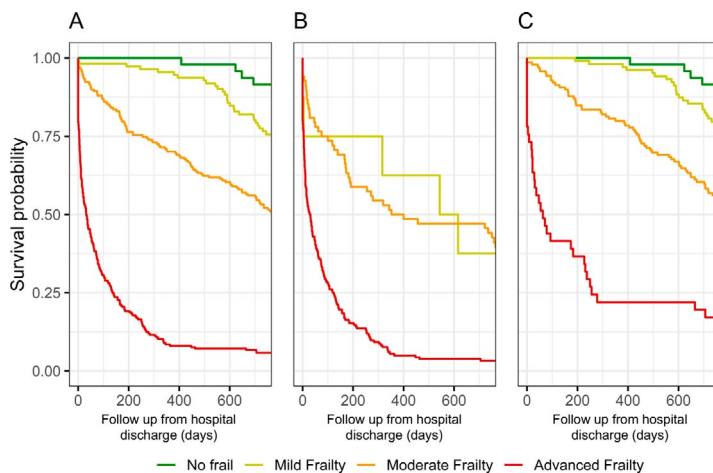 A
B
C
Survival probability
1.00
0.75
0.50
0.25
0.00
0 200 400 600
0 200 400 600
0 200 400 600
Follow up from hospital
discharge (days)
Follow up from hospital
discharge (days)
Follow up from hospital
discharge (days)
No frail
Mild Frailty
Moderate Frailty
Advanced Frailty